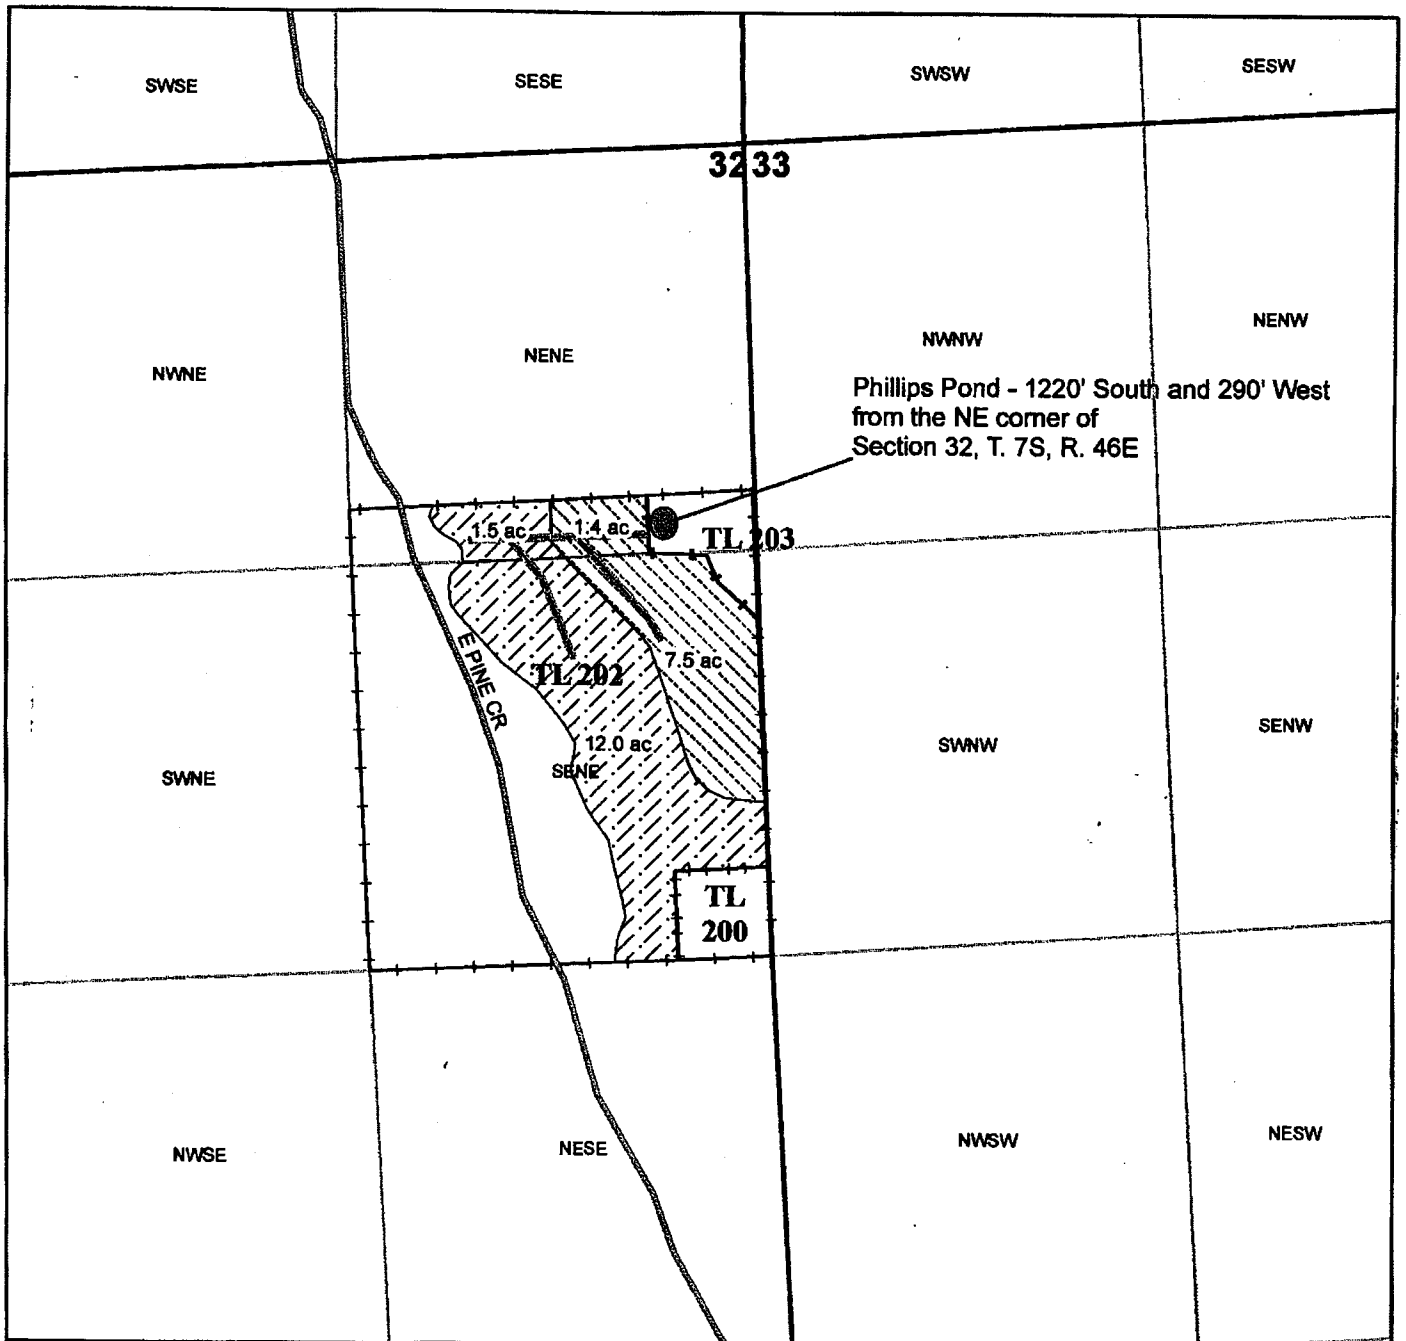 SWSE
SESE
SWSW
SESW
32 33
NWNE
NENE
NWNW
NENW
Phillips Pond - 1220' South and 290' West
from the NE corner of
Section 32, T. 7S, R. 46E
1.5 ac
1.4 ac
TL 203
E PINE CR
7.5 ac
TL 202
12.0 ac
SWNE
SENE
SWNW
SENW
TL
200
NWSE
NESE
NWSW
NESW